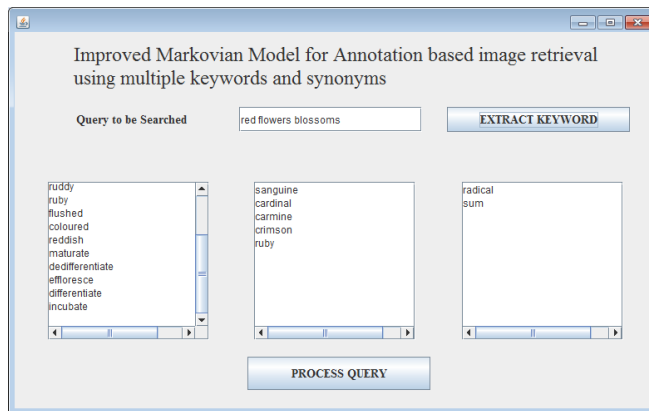 Improved Markovian Model for Annotation based image retrieval
using multiple keywords and synonyms
Query to be Searched
red flowers blossoms
EXTRACT KEYWORD
ruddy
ruby
flushed
coloured
reddish
maturate
dedifferentiate
effloresce
differentiate
incubate
sanguine
cardinal
carmine
crimson
ruby
radical
sum
PROCESS QUERY